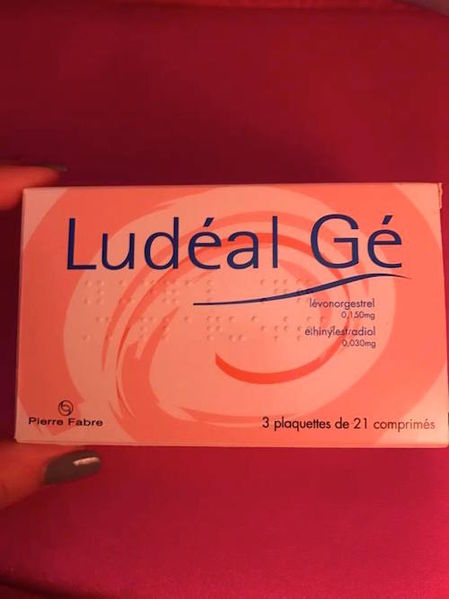 Ludéal Gé
lévonorgestrel
0,150mg
éthinylestradiol
0,030mg
Pierre Fabre
3 plaquettes de 21 comprimés